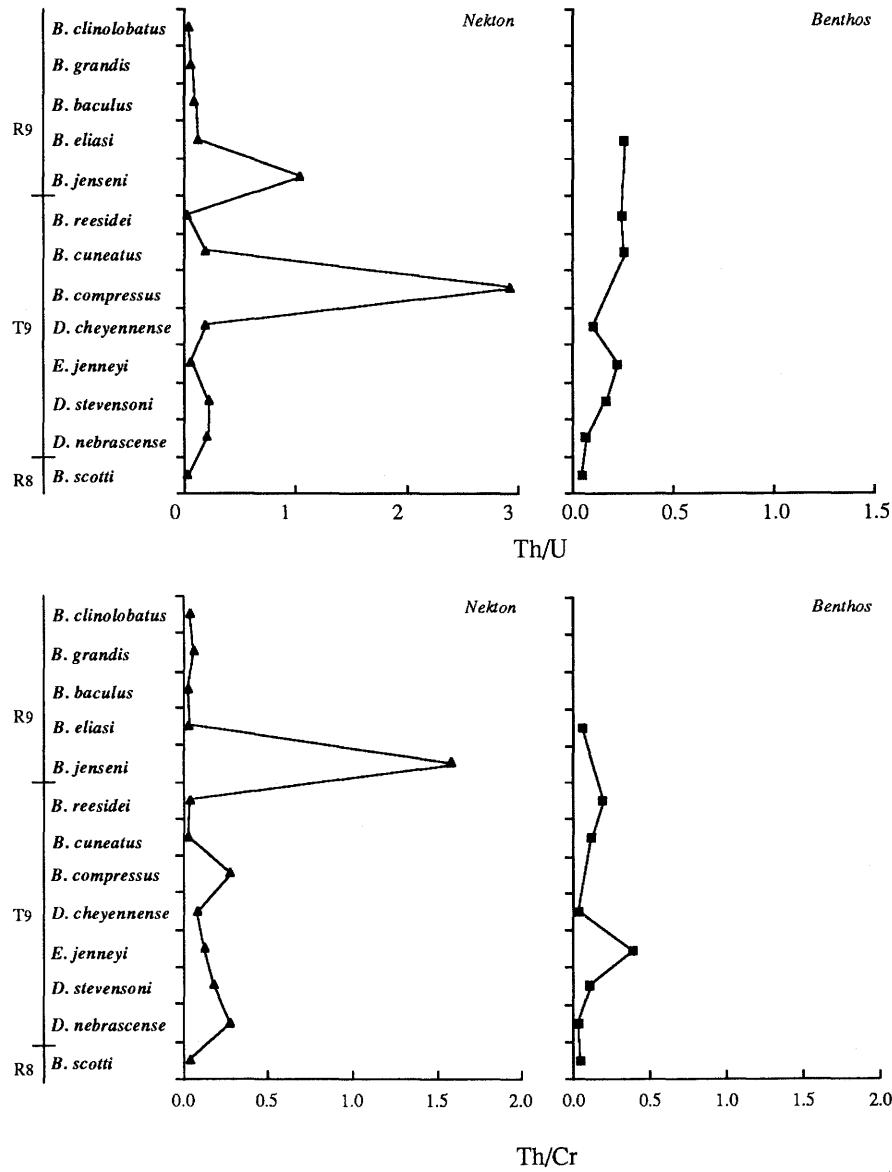 Nekton
Benthos
B. clinolobatus
B. grandis
B. baculus
R9
B. eliasi
B. jenseni
B. reesidei
B. cuneatus
B. compressus
T9
D. cheyennense
E. jenneyi
D. stevensoni
D. nebrascense
R8
B. scotti
0 1 2 3
0.0 0.5 1.0 1.5
Th/U
Nekton
Benthos
B. clinolobatus
B. grandis
B. baculus
R9
B. eliasi
B. jenseni
B. reesidei
B. cuneatus
B. compressus
T9
D. cheyennense
E. jenneyi
D. stevensoni
D. nebrascense
R8
B. scotti
0.0 0.5 1.0 1.5 2.0
0.0 0.5 1.0 1.5 2.0
Th/Cr